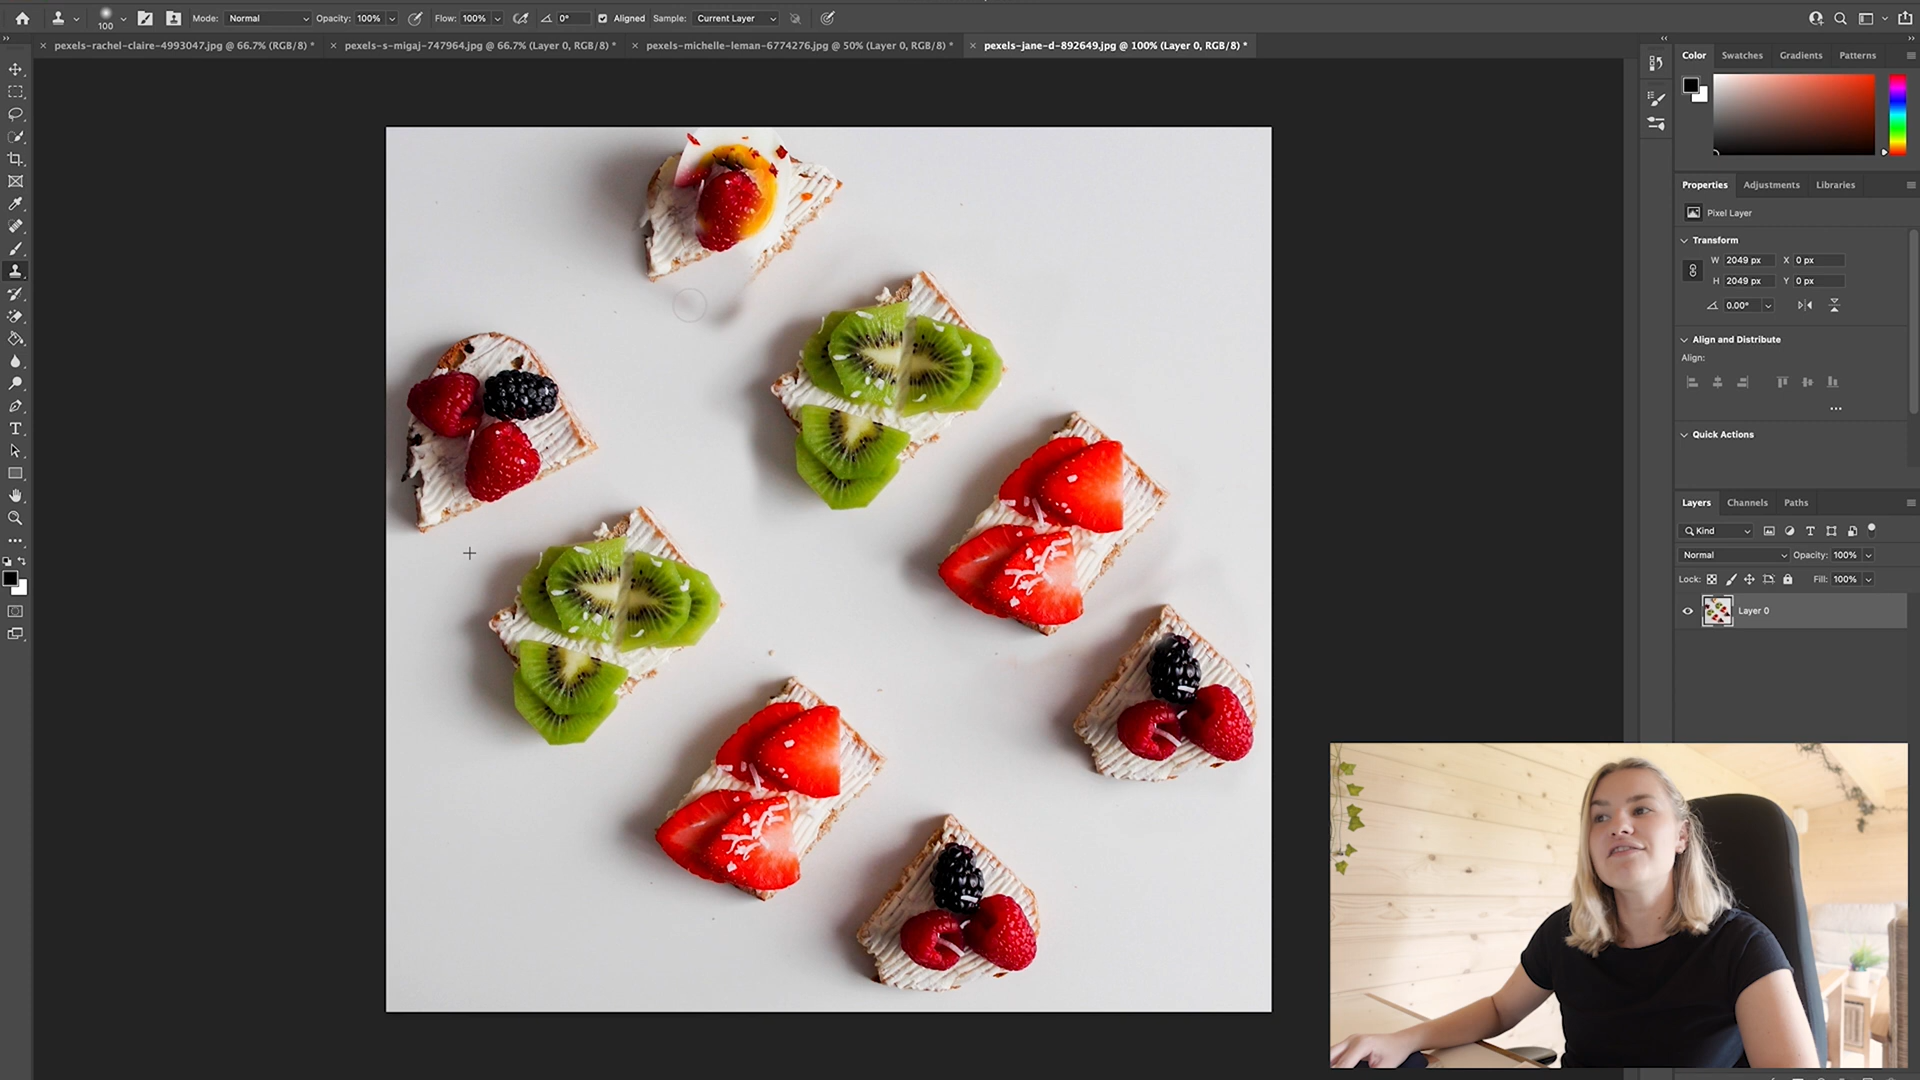 100 Mode: Normal Opacity: 100% Flow: 100% 0° Aligned Sample: Current Layer
pexels-rachel-claire-4993047.jpg @ 66.7% (RGB/8) *
pexels-s-migaj-747964.jpg @ 66.7% (Layer 0, RGB/8) *
pexels-michelle-leman-6774276.jpg @ 50% (Layer 0, RGB/8) *
pexels-jane-d-892649.jpg @ 100% (Layer 0, RGB/8) *
Color Swatches Gradients Patterns
Properties Adjustments Libraries
Pixel Layer
Transform
W 2049 px X 0 px
H 2049 px Y 0 px
0.00°
Align and Distribute
Align:
Quick Actions
Layers Channels Paths
Kind
Normal Opacity: 100%
Lock: Fill: 100%
Layer 0